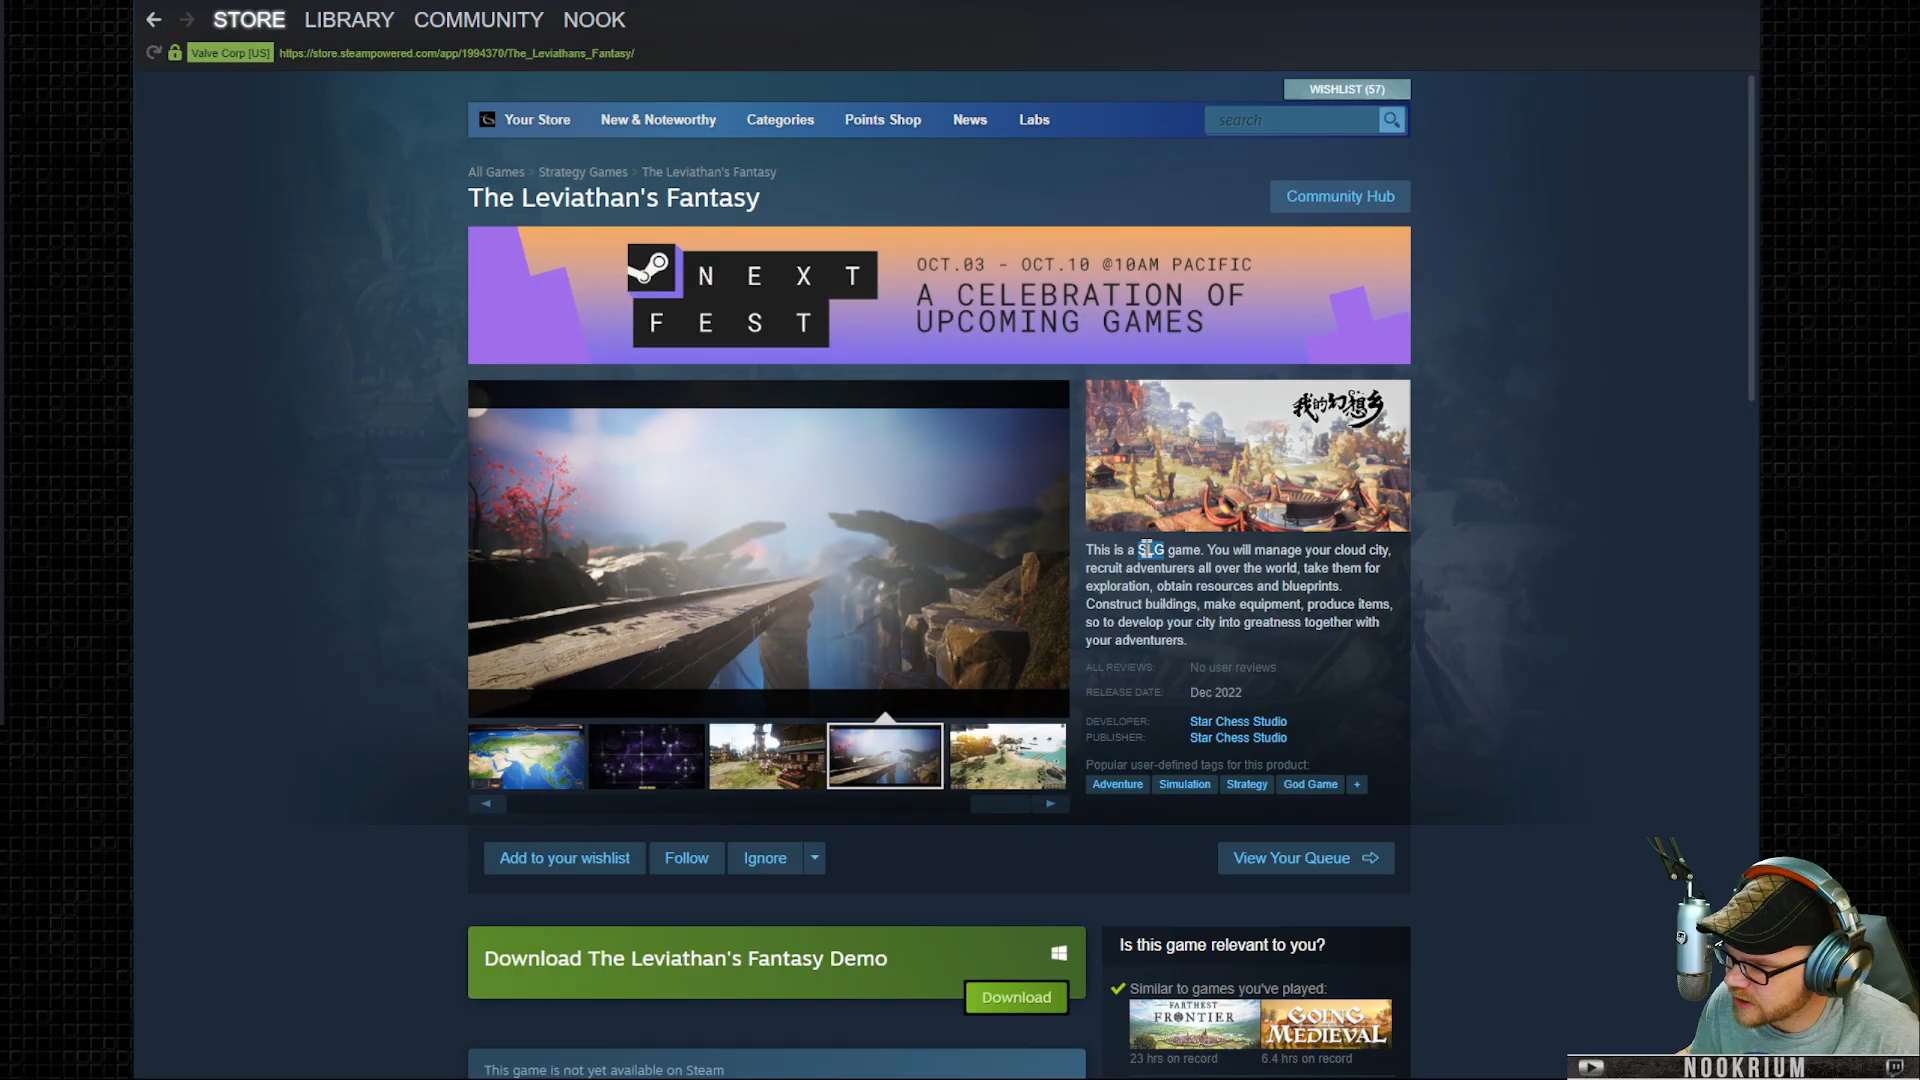 STORE LIBRARY COMMUNITY NOOK
Valve Corp [US] https://store.steampowered.com/app/1994370/The_Leviathans_Fantasy/
WISHLIST (57)
Your Store New & Noteworthy Categories Points Shop News Labs search
All Games > Strategy Games > The Leviathan's Fantasy
The Leviathan's Fantasy
Community Hub
NEXT
FEST
OCT.03 - OCT.10 @10AM PACIFIC
A CELEBRATION OF
UPCOMING GAMES
我的幻想乡
This is a SLG game. You will manage your cloud city,
recruit adventurers all over the world, take them for
exploration, obtain resources and blueprints.
Construct buildings, make equipment, produce items,
so to develop your city into greatness together with
your adventurers.
ALL REVIEWS: No user reviews
RELEASE DATE: Dec 2022
DEVELOPER: Star Chess Studio
PUBLISHER: Star Chess Studio
Popular user-defined tags for this product:
Adventure Simulation Strategy God Game +
Add to your wishlist Follow Ignore View Your Queue
Download The Leviathan's Fantasy Demo
Download
Is this game relevant to you?
Similar to games you've played:
FARTHEST
FRONTIER
GOING
MEDIEVAL
23 hrs on record 6.4 hrs on record
This game is not yet available on Steam
NOOKRIUM